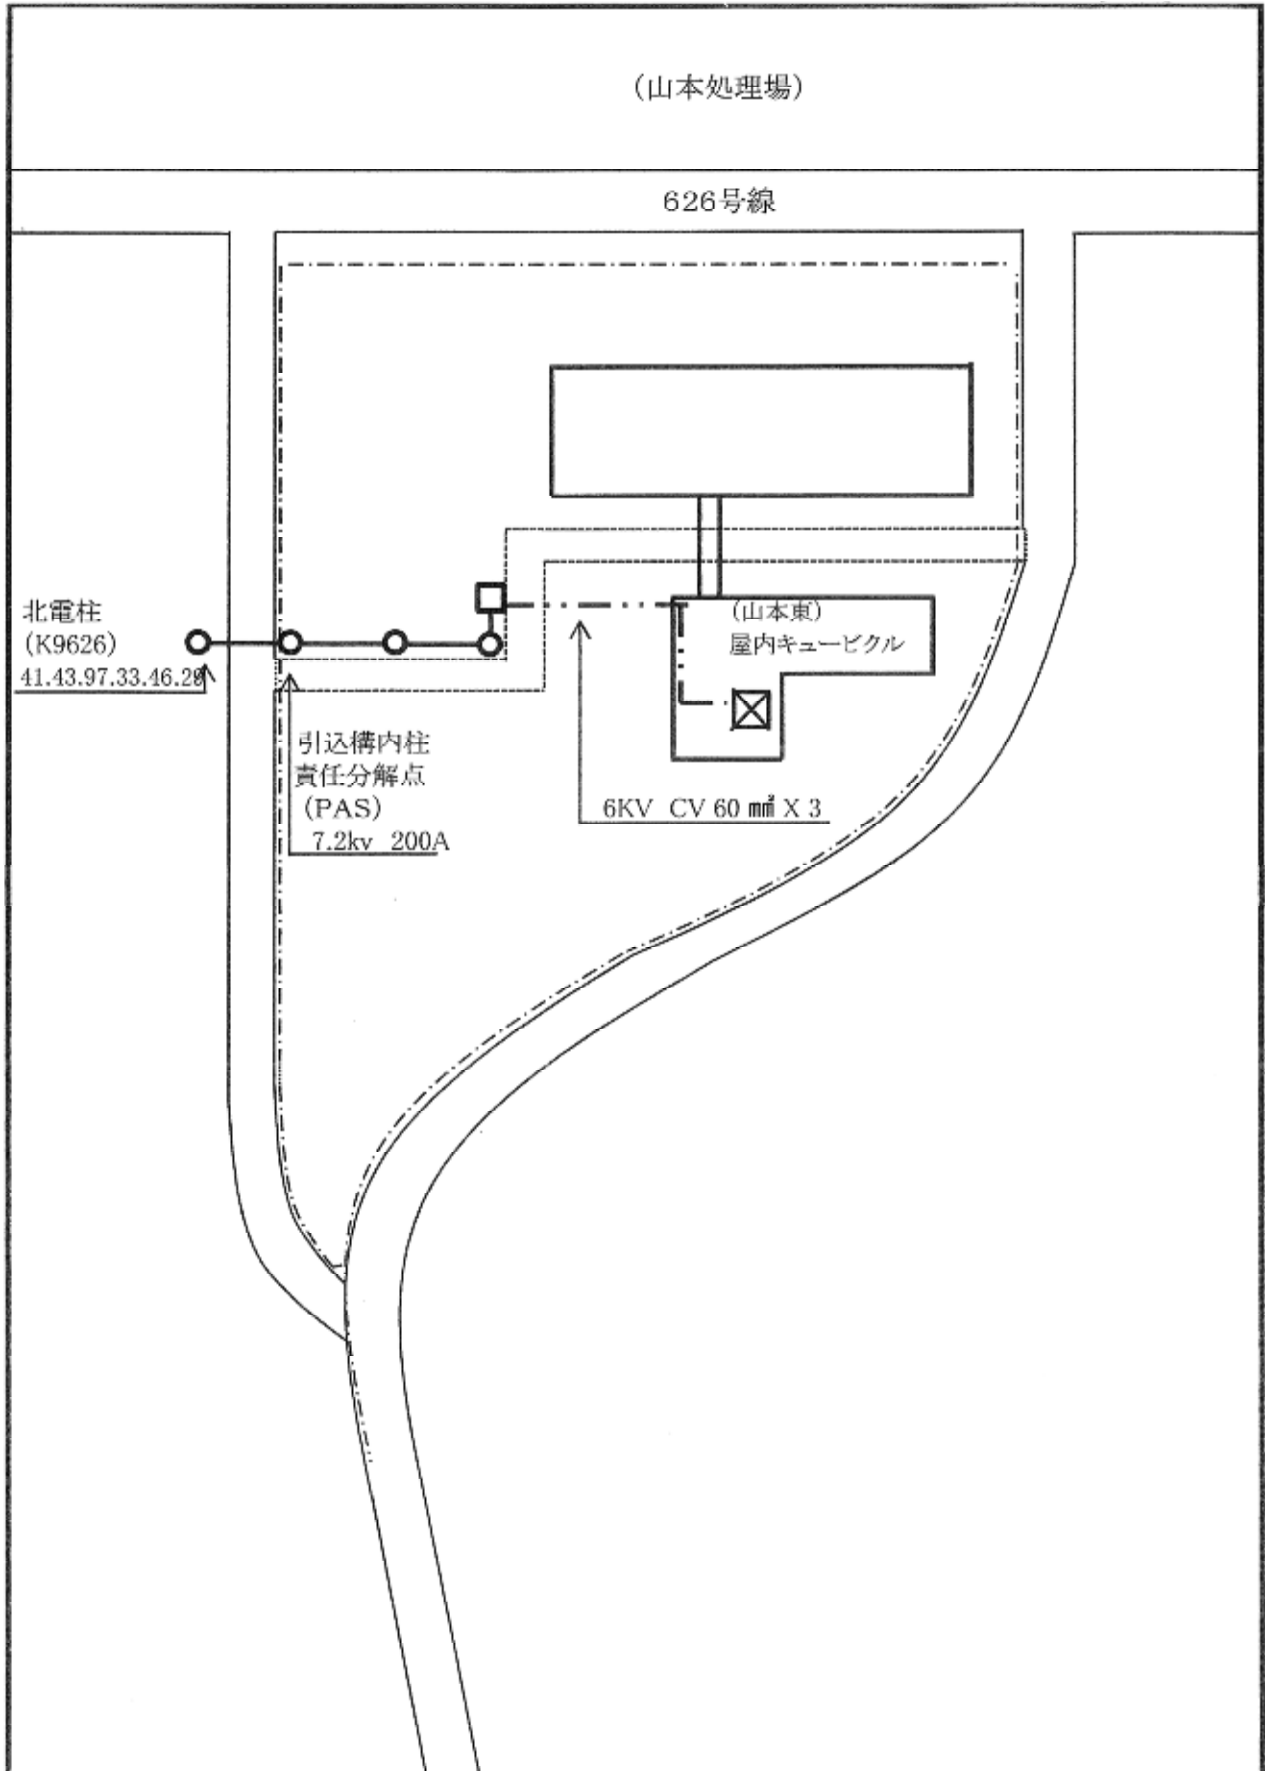 (山本処理場)
626号線
北電柱
(K9626)
41.43.97.33.46.29
(山本東)
屋内キュービクル
引込構内柱
責任分解点
(PAS)
7.2kv 200A
6KV CV 60 ㎟ X 3